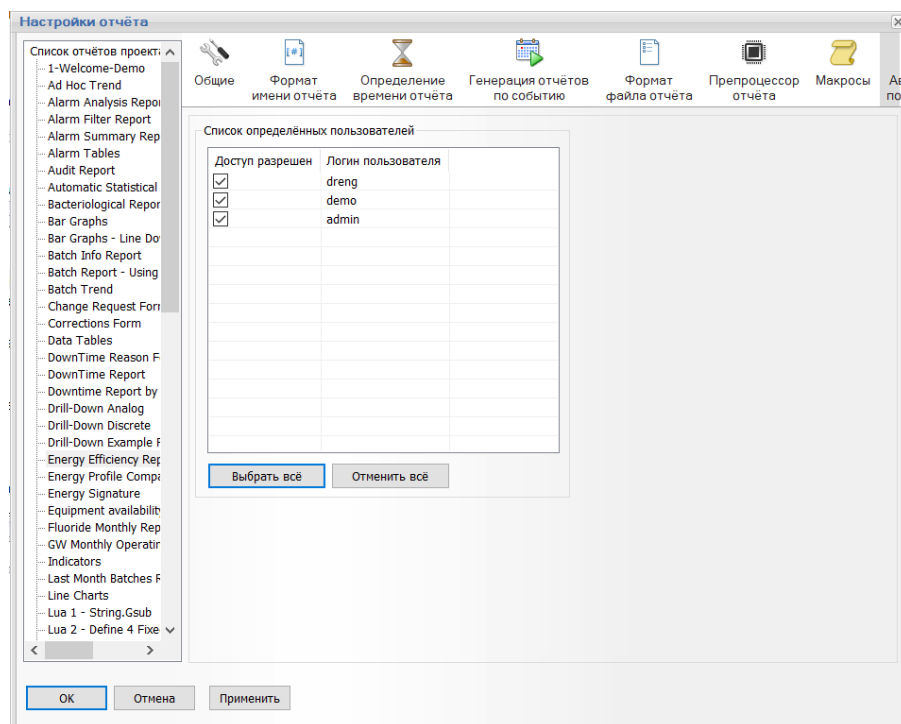 Настройки отчёта
Список отчётов проекта
1-Welcome-Demo
Ad Hoc Trend
Alarm Analysis Repor
Alarm Filter Report
Alarm Summary Rep
Alarm Tables
Audit Report
Automatic Statistical
Bacteriological Repor
Bar Graphs
Bar Graphs - Line Do
Batch Info Report
Batch Report - Using
Batch Trend
Change Request Forr
Corrections Form
Data Tables
DownTime Reason F
DownTime Report
Downtime Report by
Drill-Down Analog
Drill-Down Discrete
Drill-Down Example F
Energy Efficiency Rep
Energy Profile Compa
Energy Signature
Equipment availability
Fluoride Monthly Rep
GW Monthly Operatir
Indicators
Last Month Batches R
Line Charts
Lua 1 - String.Gsub
Lua 2 - Define 4 Fixe
Общие
Формат
имени отчёта
Определение
времени отчёта
Генерация отчётов
по событию
Формат
файла отчёта
Препроцессор
отчёта
Макросы
Ав
по
Список определённых пользователей
Доступ разрешен Логин пользователя
dreng
demo
admin
Выбрать всё Отменить всё
ОК Отмена Применить